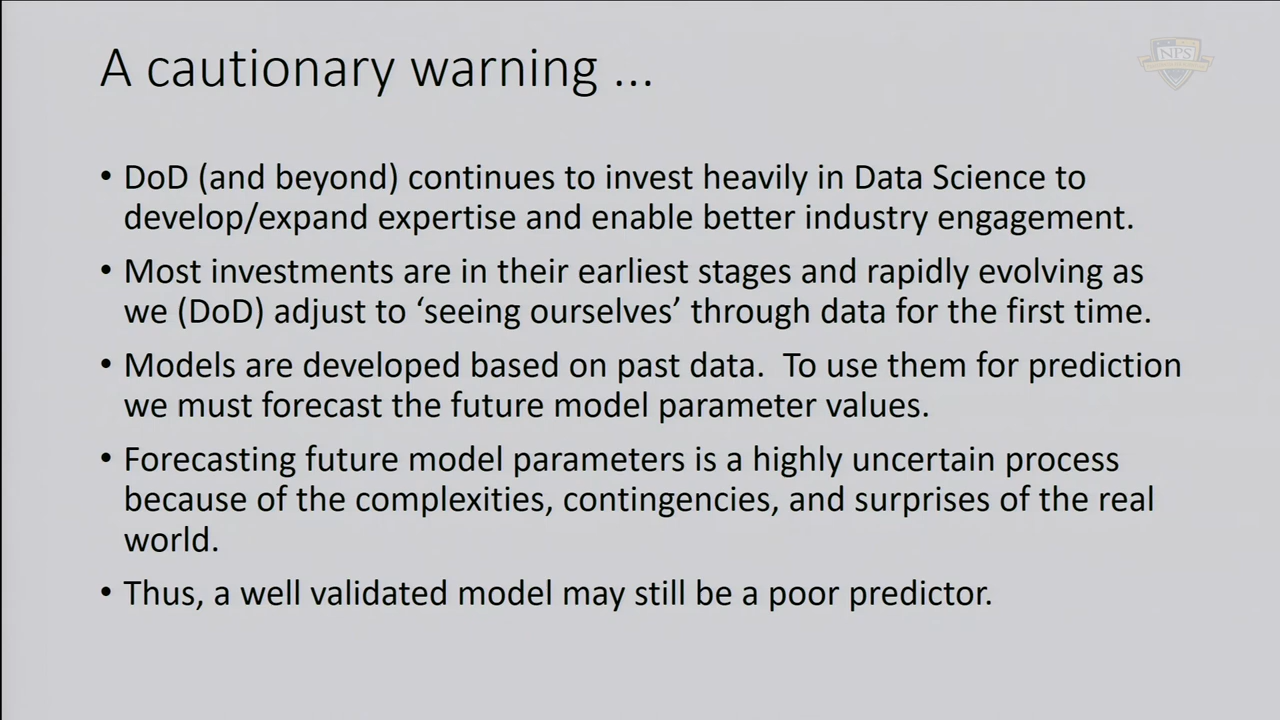 A cautionary warning ...
NPS
• DoD (and beyond) continues to invest heavily in Data Science to
develop/expand expertise and enable better industry engagement.
• Most investments are in their earliest stages and rapidly evolving as
we (DoD) adjust to ‘seeing ourselves’ through data for the first time.
• Models are developed based on past data.  To use them for prediction
we must forecast the future model parameter values.
• Forecasting future model parameters is a highly uncertain process
because of the complexities, contingencies, and surprises of the real
world.
• Thus, a well validated model may still be a poor predictor.